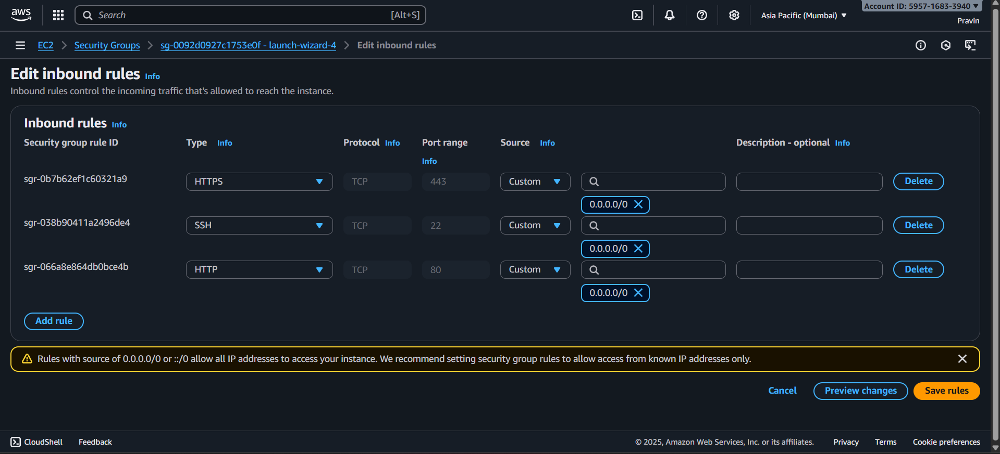 aws
Search [Alt+S]
Asia Pacific (Mumbai)
Account ID: 5957-1683-3940
Pravin
EC2 Security Groups sg-0092d0927c1753e0f - launch-wizard-4 Edit inbound rules
Edit inbound rules Info
Inbound rules control the incoming traffic that's allowed to reach the instance.
Inbound rules Info
Security group rule ID Type Info Protocol Info Port range Info Source Info Description - optional Info
sgr-0b7b62ef1c60321a9 HTTPS TCP 443 Custom Delete
0.0.0.0/0
sgr-038b90411a2496de4 SSH TCP 22 Custom Delete
0.0.0.0/0
sgr-066a8e864db0bce4b HTTP TCP 80 Custom Delete
0.0.0.0/0
Add rule
Rules with source of 0.0.0.0/0 or ::/0 allow all IP addresses to access your instance. We recommend setting security group rules to allow access from known IP addresses only.
Cancel Preview changes Save rules
CloudShell Feedback © 2025, Amazon Web Services, Inc. or its affiliates. Privacy Terms Cookie preferences